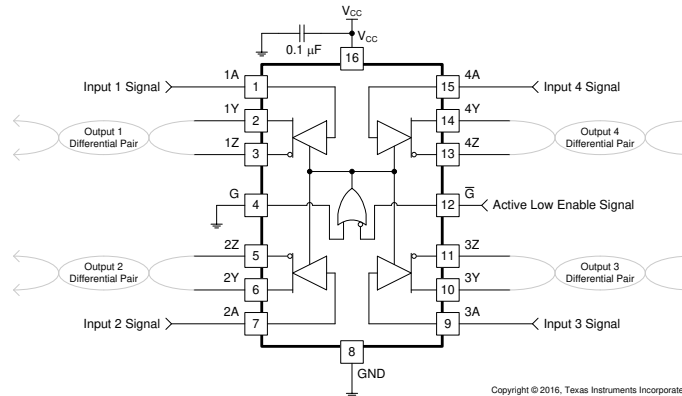 VCC
VCC
0.1 μF
16
Input 1 Signal
1A
1
4A
15
Input 4 Signal
1Y
2
4Y
14
Output 1
Differential Pair
Output 4
Differential Pair
1Z
3
4Z
13
G
4
G
12
Active Low Enable Signal
2Z
5
3Z
11
Output 2
Differential Pair
Output 3
Differential Pair
2Y
6
3Y
10
Input 2 Signal
2A
7
3A
9
Input 3 Signal
8
GND
Copyright © 2016, Texas Instruments Incorporate